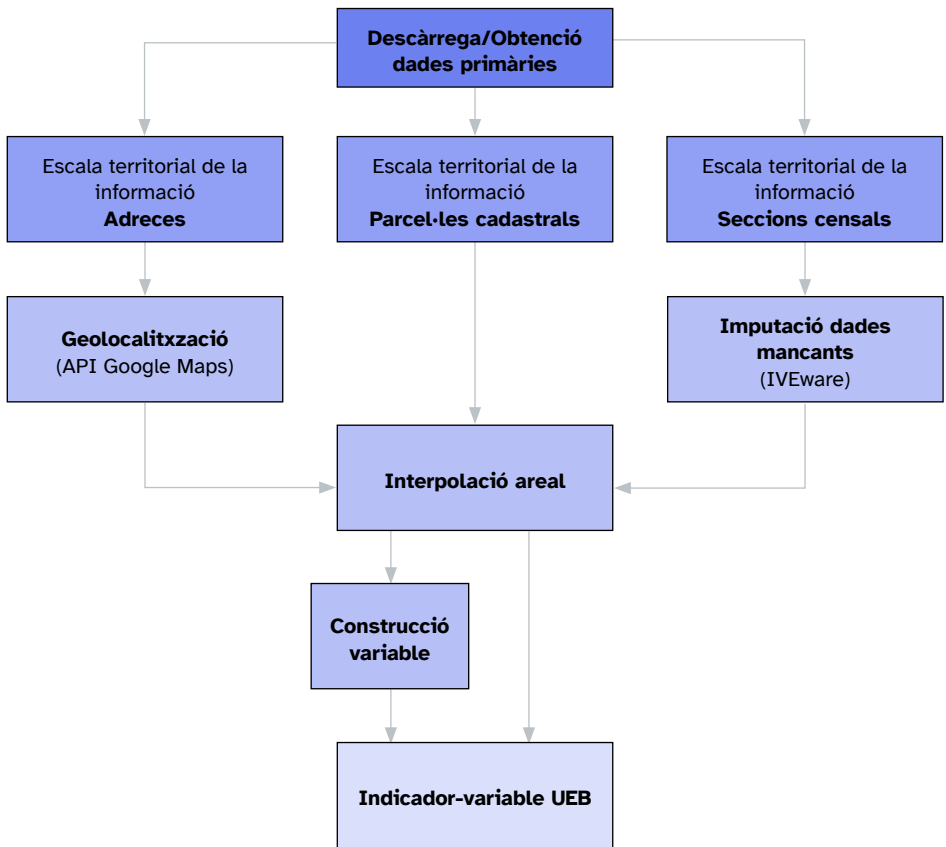 Descàrrega/Obtenció
dades primàries
Escala territorial de la
informació
Adreces
Escala territorial de la
informació
Parcel·les cadastrals
Escala territorial de la
informació
Seccions censals
Geolocalitxzació
(API Google Maps)
Imputació dades
mancants
(IVEware)
Interpolació areal
Construcció
variable
Indicador-variable UEB